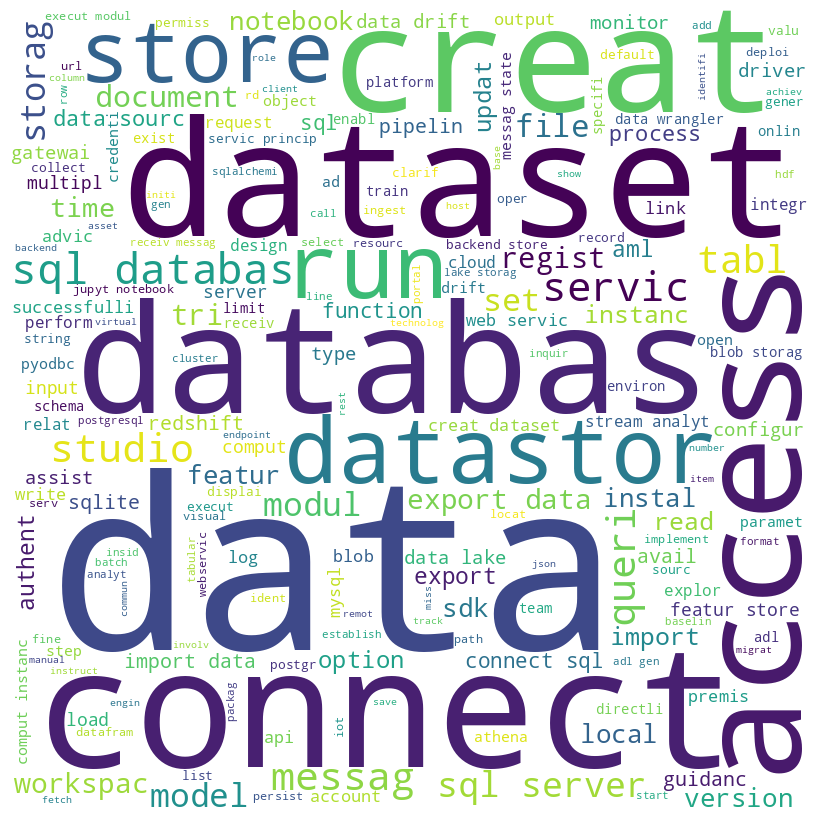 execut modul
permiss
notebook
data drift
output
monitor
add
valu
store
creat
url
role
storag
platform
default
deploi
driver
column
client
achiev
document
object
identifi
gener
row
rd
updat
messag state
specifi
data wrangler
datasourc
request
enabl
sql
pipelin
file
process
onlin
gatewai
exist
servic princip
credenti
dataset
base
show
collect
multipl
sqlalchemi
ad
clarif
hdf
initi
gen
train
ingest
oper
host
link
integr
time
asset
call
advic
receiv messag
design
select
resourc
backend store
record
backend
sql databas
run
cloud
regist
aml
tabl
jupyt notebook
server
line
lake storag
drift
servic
successfulli
limit
portal
set
instanc
perform
virtual
tri
receiv
function
technolog
web servic
string
databas
access
pyodbc
cluster
type
inquir
open
blob storag
input
environ
schema
rest
relat
postgresql
redshift
creat dataset
stream analyt
configur
studio
endpoint
comput
datastor
number
assist
featur
write
displai
modul
export data
instal
item
serv
sqlite
execut
visual
locat
queri
read
paramet
authent
data
insid
batch
analyt
commun
tabular
webservic
log
blob
data lake
json
avail
implement
format
sourc
mysql
export
explor
ident
remot
miss
sdk
team
featur store
track
baselin
fine
establish
path
import
adl
step
manual
involv
import data
postgr
option
connect sql
adl gen
migrat
instruct
comput instanc
connect
packag
engin
save
directli
premis
load
datafram
api
iot
athena
local
workspac
list
messag
sql server
guidanc
fetch
model
persist
account
start
version